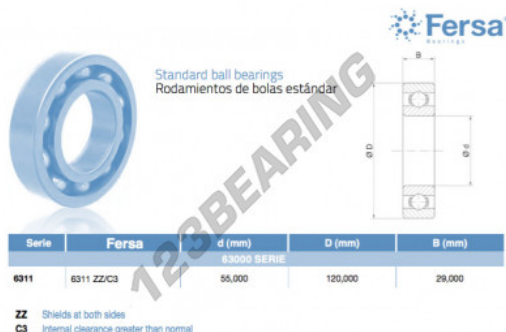 Fersa
Bearings
Standard ball bearings
Rodamientos de bolas estándar
B
Ø D
Ø d
123BEARING
Serie Fersa d (mm) D (mm) B (mm)
63000 SERIE
6311 6311 ZZ/C3 55,000 120,000 29,000
ZZ Shields at both sides
C3 Internal clearance greater than normal